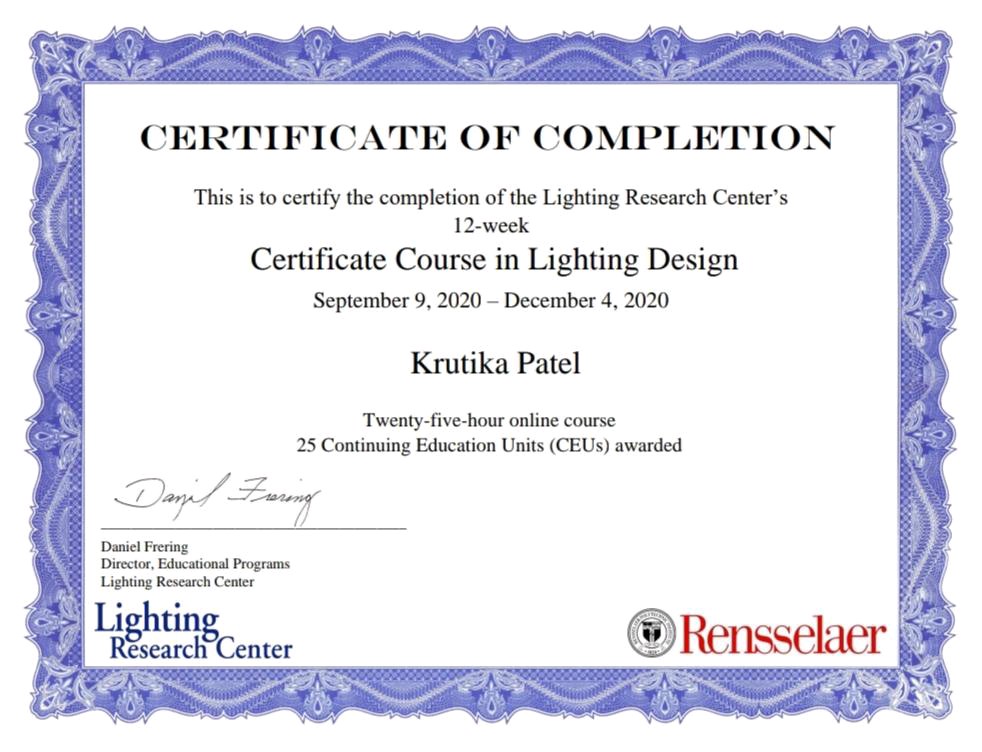 CERTIFICATE OF COMPLETION
This is to certify the completion of the Lighting Research Center’s
12-week
Certificate Course in Lighting Design
September 9, 2020 – December 4, 2020
Krutika Patel
Twenty-five-hour online course
25 Continuing Education Units (CEUs) awarded
Daniel Frering
Daniel Frering
Director, Educational Programs
Lighting Research Center
Lighting
Research Center
Rensselaer